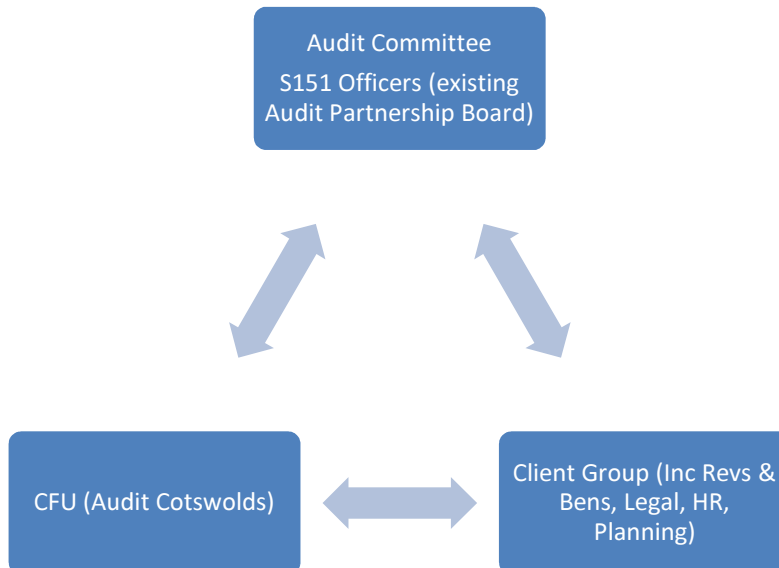 Audit Committee
S151 Officers (existing
Audit Partnership Board)
CFU (Audit Cotswolds)
Client Group (Inc Revs &
Bens, Legal, HR,
Planning)